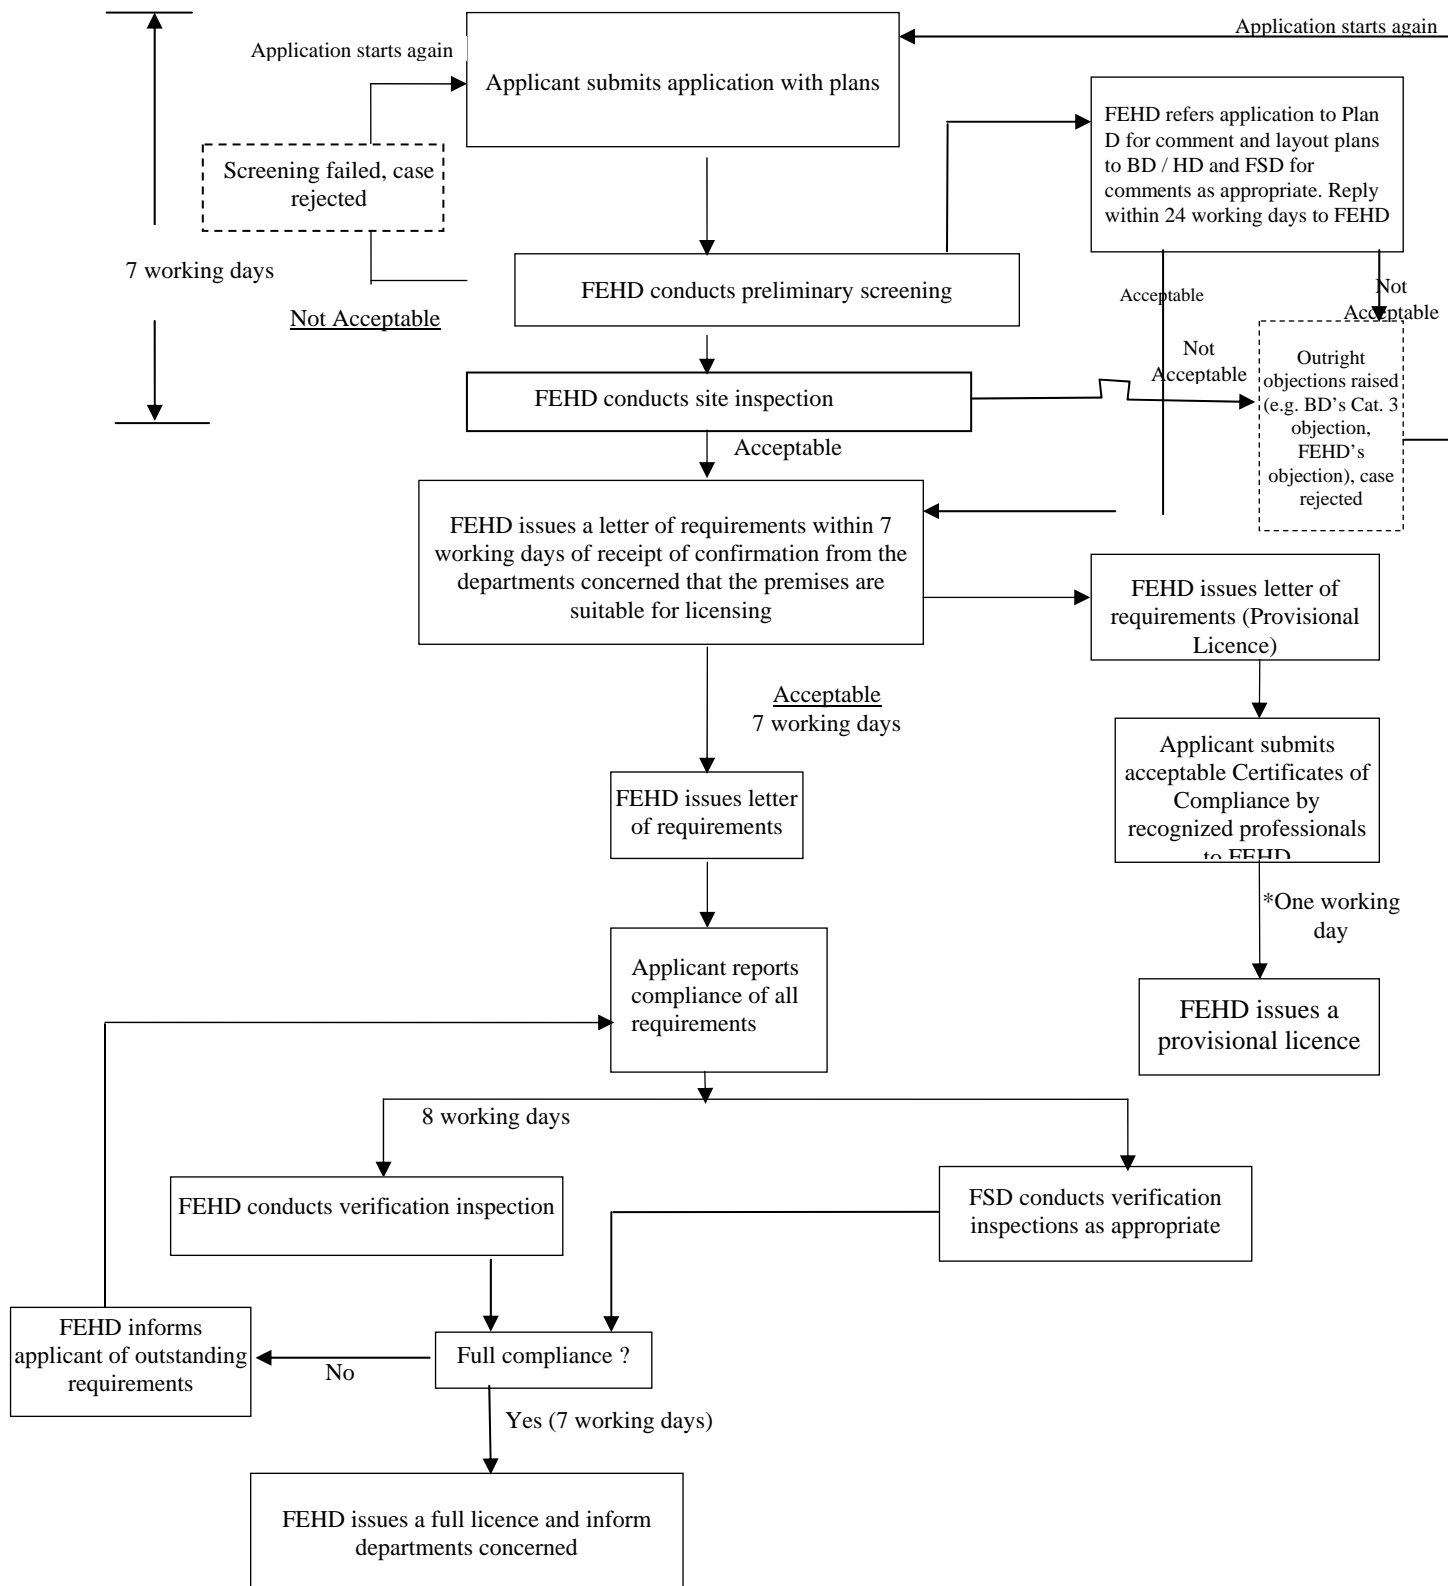 Application starts again
Application starts again
Applicant submits application with plans
FEHD refers application to Plan
D for comment and layout plans
to BD / HD and FSD for
comments as appropriate. Reply
within 24 working days to FEHD
Screening failed, case
rejected
7 working days
FEHD conducts preliminary screening
Not Acceptable
Acceptable
Not
Acceptable
Not
Acceptable
FEHD conducts site inspection
Outright
objections raised
(e.g. BD’s Cat. 3
objection,
FEHD’s
objection), case
rejected
Acceptable
FEHD issues a letter of requirements within 7
working days of receipt of confirmation from the
departments concerned that the premises are
suitable for licensing
FEHD issues letter of
requirements (Provisional
Licence)
Acceptable
7 working days
Applicant submits
acceptable Certificates of
Compliance by
recognized professionals
to FEHD
FEHD issues letter
of requirements
*One working
day
Applicant reports
compliance of all
requirements
FEHD issues a
provisional licence
8 working days
FEHD conducts verification inspection
FSD conducts verification
inspections as appropriate
FEHD informs
applicant of outstanding
requirements
No
Full compliance ?
Yes (7 working days)
FEHD issues a full licence and inform
departments concerned